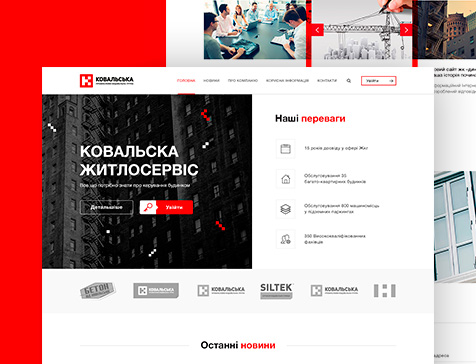 КОВАЛЬСЬКА
ГОЛОВНА
НОВИНИ
ПРО КОМПАНІЮ
КОРИСНА ІНФОРМАЦІЯ
КОНТАКТИ
Увійти
КОВАЛЬСКА
ЖИТЛОСЕРВІС
Все що потрібно знати про керування будинком
Детальніше
Увійти
Наші переваги
15 років досвіду у сфері Жкг
Обслуговування 35
багато-квартирних будинків
Обслуговування 800 машиномісць
у підземних паркінгах
300 Висококваліфікованих
фахівців
БЕТОН
КОВАЛЬСЬКА
КОВАЛЬСЬКА
SILTEK
КОВАЛЬСЬКА
Останні новини